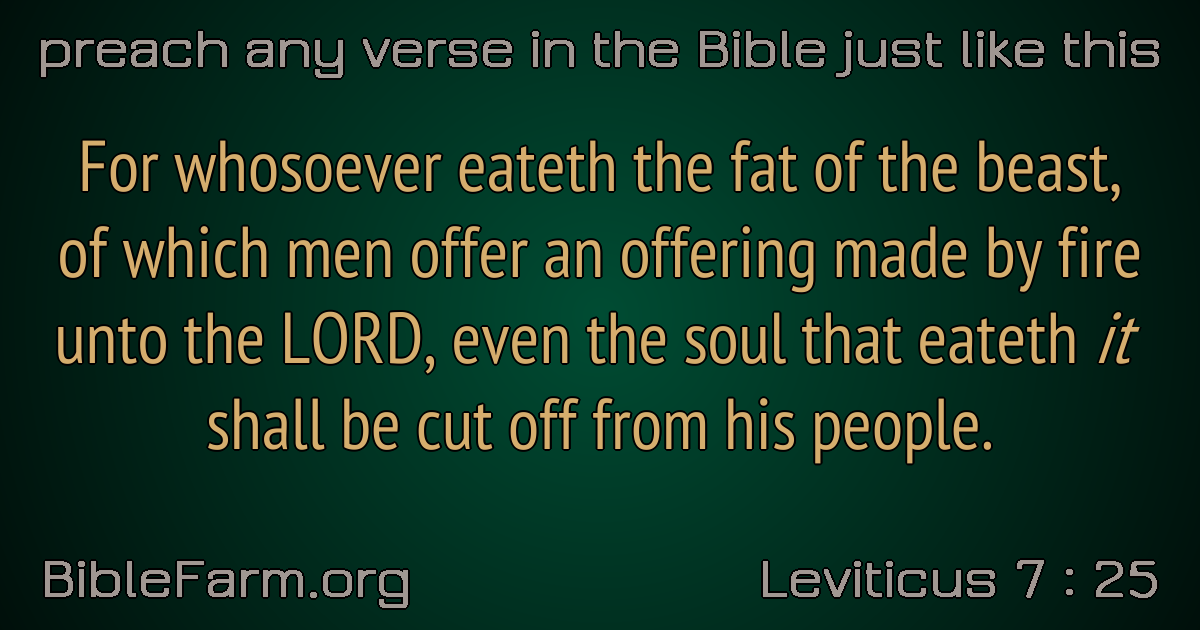 preach any verse in the Bible just like this
For whosoever eateth the fat of the beast,
of which men offer an offering made by fire
unto the LORD, even the soul that eateth it
shall be cut off from his people.
BibleFarm.org
Leviticus 7 : 25